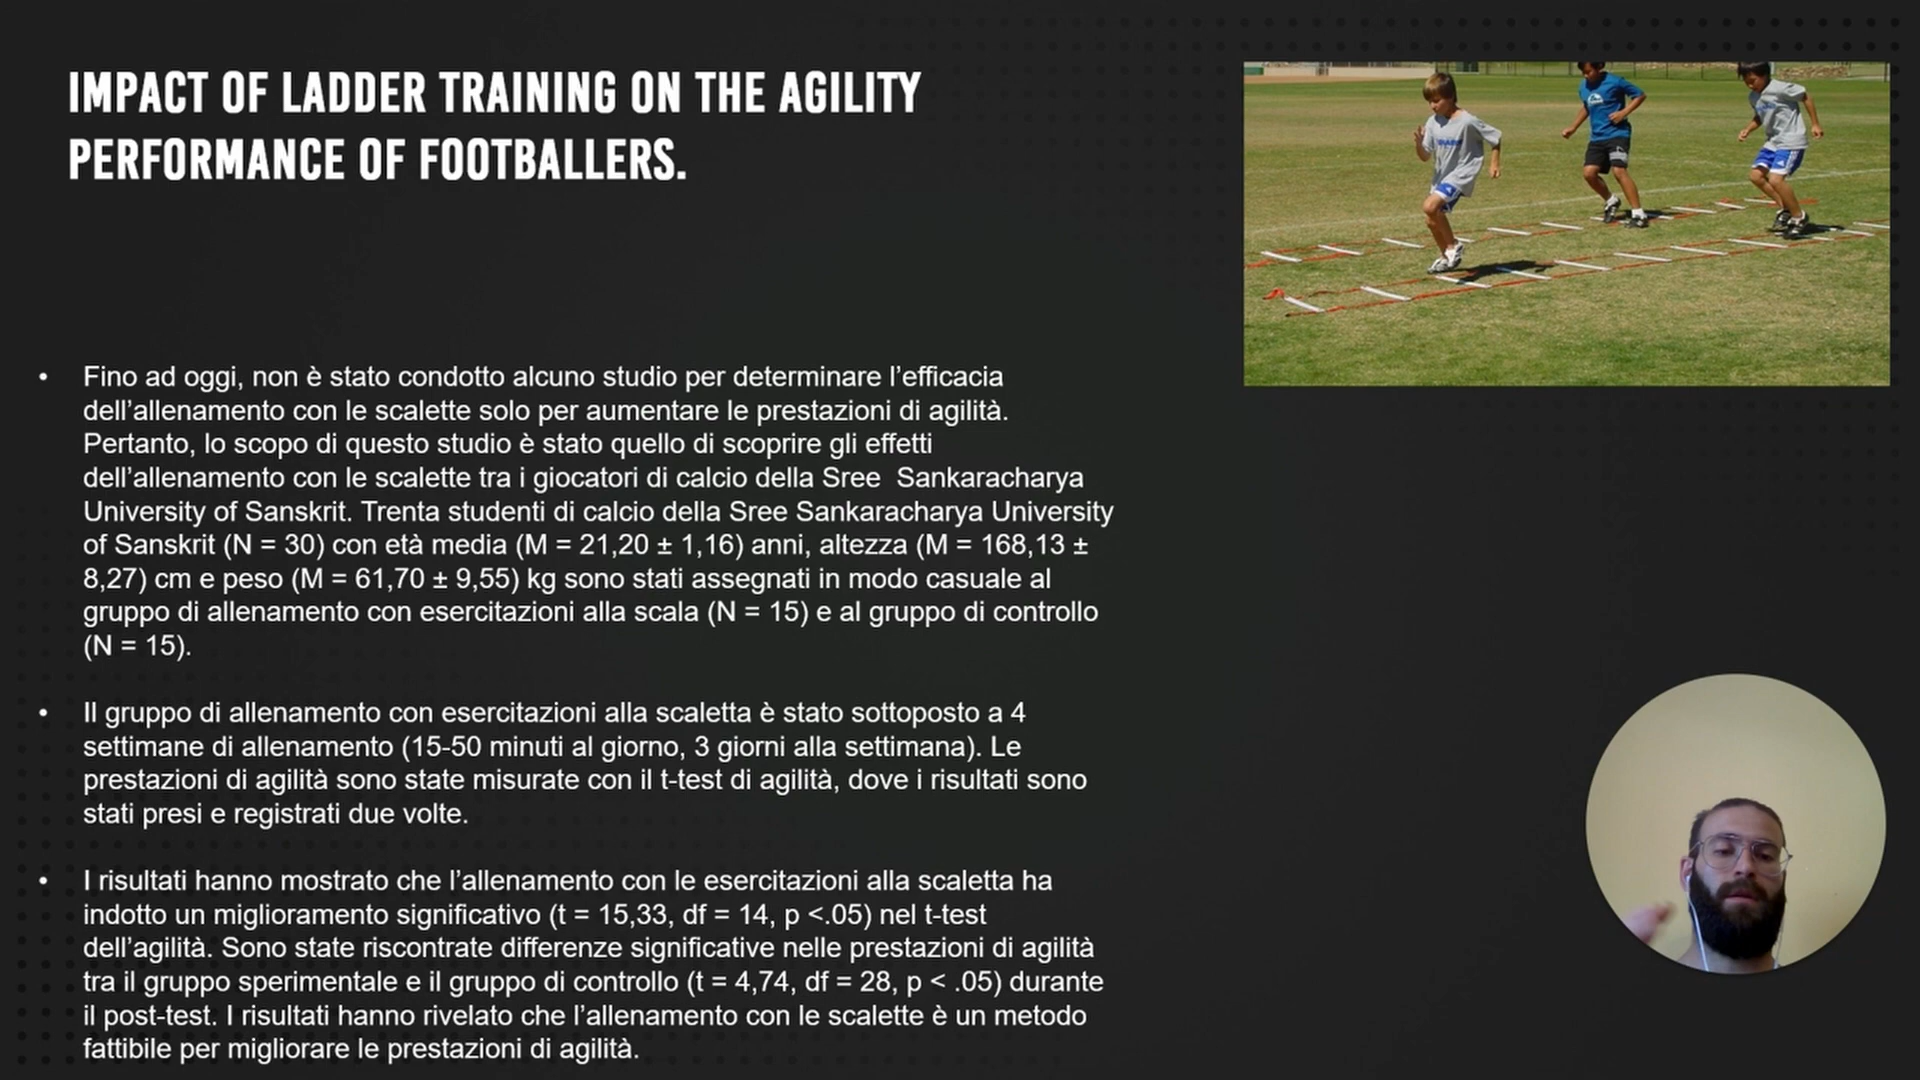 IMPACT OF LADDER TRAINING ON THE AGILITY
PERFORMANCE OF FOOTBALLERS.
• Fino ad oggi, non è stato condotto alcuno studio per determinare l’efficacia
dell’allenamento con le scalette solo per aumentare le prestazioni di agilità.
Pertanto, lo scopo di questo studio è stato quello di scoprire gli effetti
dell’allenamento con le scalette tra i giocatori di calcio della Sree  Sankaracharya
University of Sanskrit. Trenta studenti di calcio della Sree Sankaracharya University
of Sanskrit (N = 30) con età media (M = 21,20 ± 1,16) anni, altezza (M = 168,13 ±
8,27) cm e peso (M = 61,70 ± 9,55) kg sono stati assegnati in modo casuale al
gruppo di allenamento con esercitazioni alla scala (N = 15) e al gruppo di controllo
(N = 15).
• Il gruppo di allenamento con esercitazioni alla scaletta è stato sottoposto a 4
settimane di allenamento (15-50 minuti al giorno, 3 giorni alla settimana). Le
prestazioni di agilità sono state misurate con il t-test di agilità, dove i risultati sono
stati presi e registrati due volte.
• I risultati hanno mostrato che l’allenamento con le esercitazioni alla scaletta ha
indotto un miglioramento significativo (t = 15,33, df = 14, p <.05) nel t-test
dell’agilità. Sono state riscontrate differenze significative nelle prestazioni di agilità
tra il gruppo sperimentale e il gruppo di controllo (t = 4,74, df = 28, p < .05) durante
il post-test. I risultati hanno rivelato che l’allenamento con le scalette è un metodo
fattibile per migliorare le prestazioni di agilità.